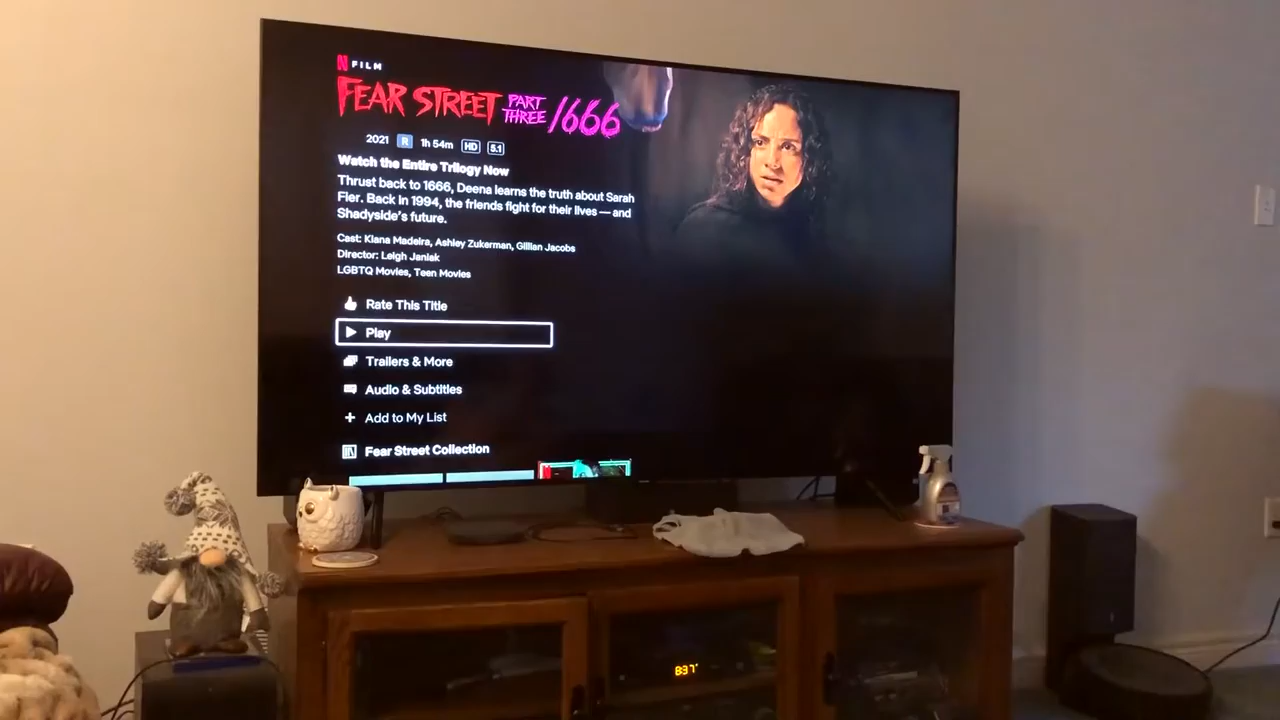 N FILM
FEAR STREET PART THREE /1666
2021 R 1h 54m HD 5.1
Watch the Entire Trilogy Now
Thrust back to 1666, Deena learns the truth about Sarah
Fier. Back in 1994, the friends fight for their lives — and
Shadyside's future.
Cast: Kiana Madeira, Ashley Zukerman, Gillian Jacobs
Director: Leigh Janiak
LGBTQ Movies, Teen Movies
Rate This Title
Play
Trailers & More
Audio & Subtitles
+ Add to My List
Fear Street Collection
N
8:37